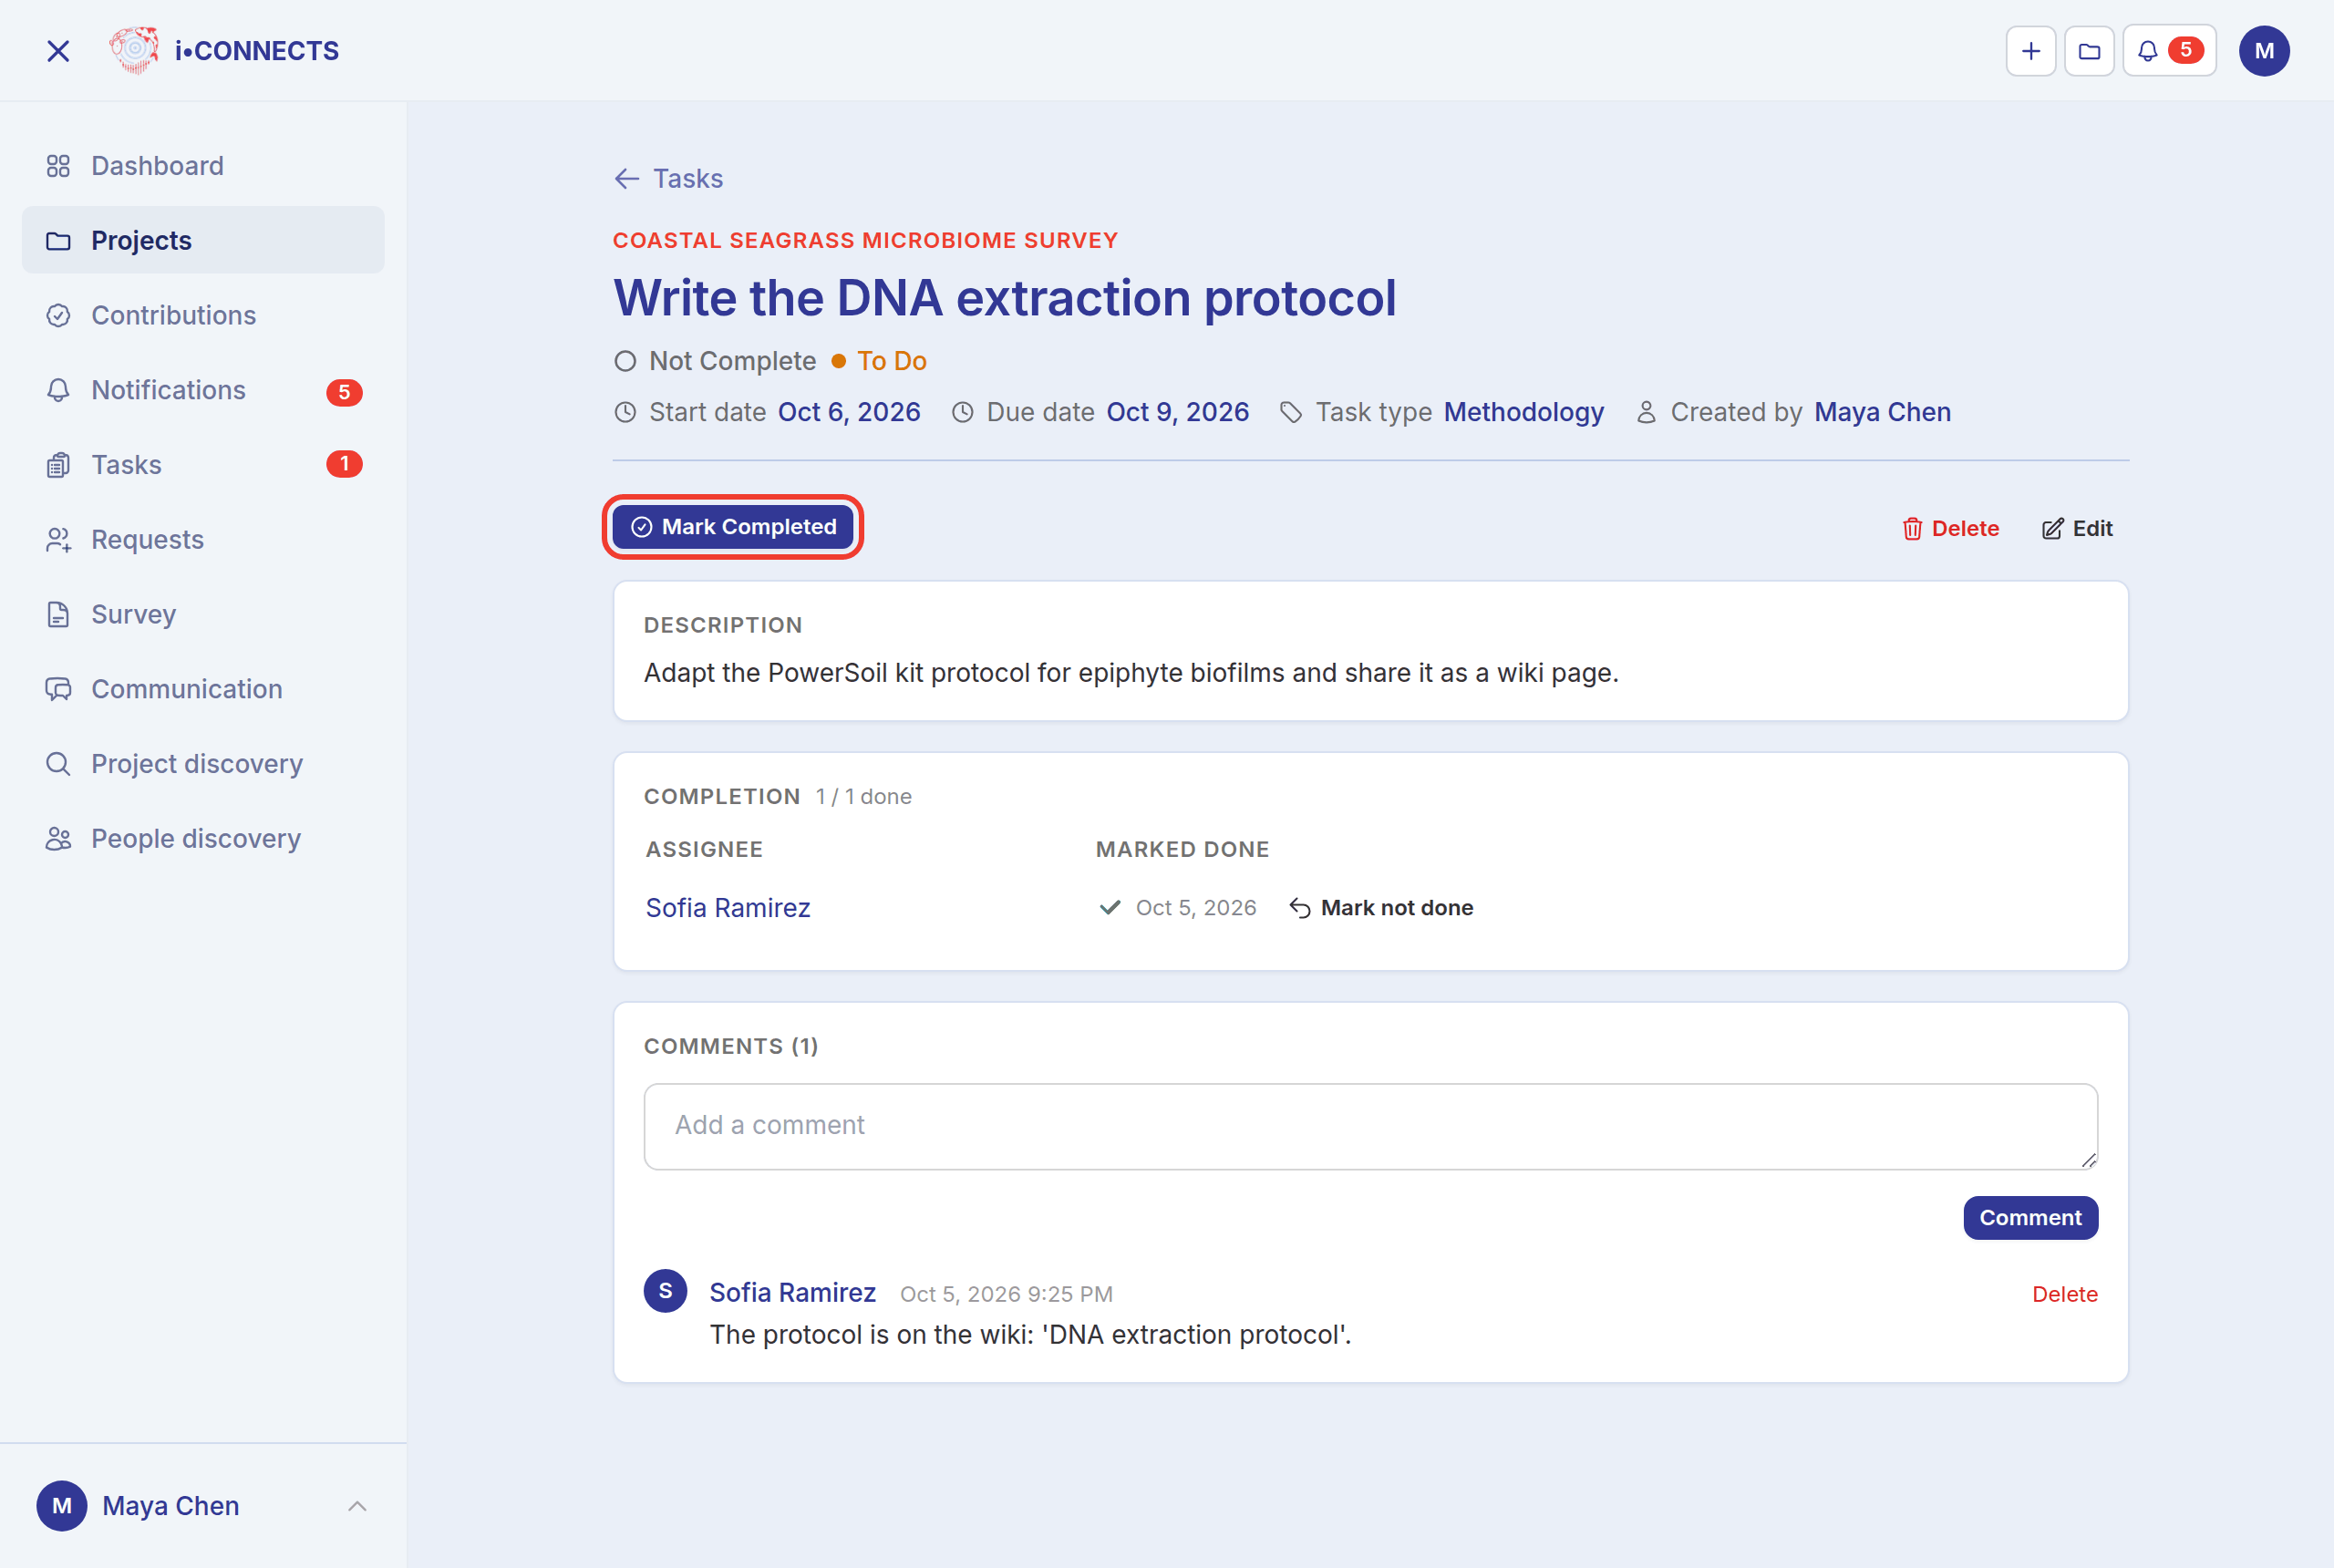 i•CONNECTS
5
M
Dashboard
Projects
Contributions
Notifications 5
Tasks 1
Requests
Survey
Communication
Project discovery
People discovery
M Maya Chen
Tasks
COASTAL SEAGRASS MICROBIOME SURVEY
Write the DNA extraction protocol
Not Complete To Do
Start date Oct 6, 2026 Due date Oct 9, 2026 Task type Methodology Created by Maya Chen
Mark Completed Delete Edit
DESCRIPTION
Adapt the PowerSoil kit protocol for epiphyte biofilms and share it as a wiki page.
COMPLETION 1 / 1 done
ASSIGNEE MARKED DONE
Sofia Ramirez Oct 5, 2026 Mark not done
COMMENTS (1)
Add a comment
Comment
S Sofia Ramirez Oct 5, 2026 9:25 PM Delete
The protocol is on the wiki: 'DNA extraction protocol'.